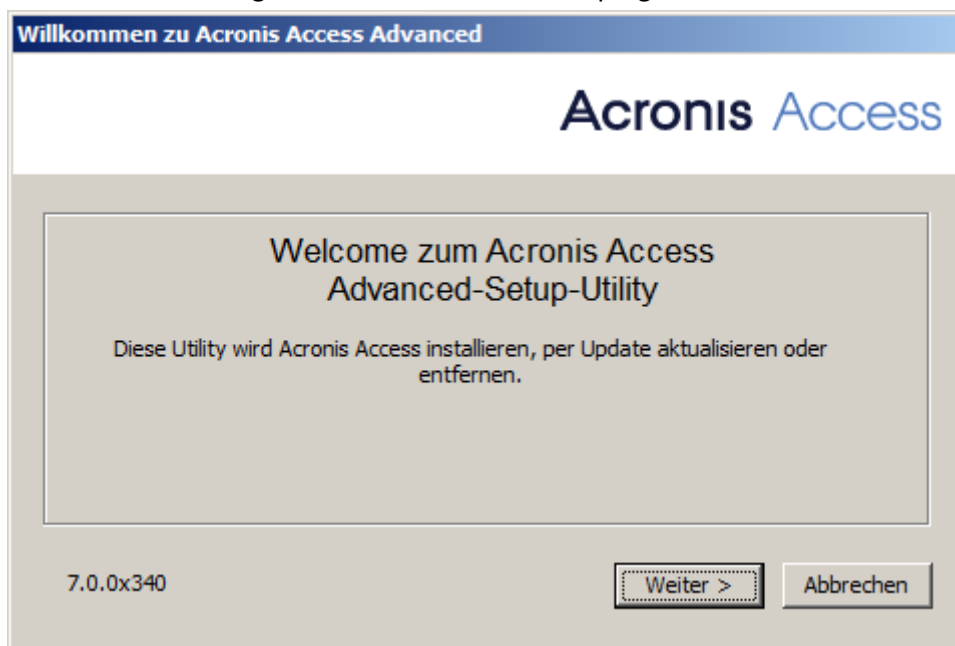 Willkommen zu Acronis Access Advanced
Acronis Access
Welcome zum Acronis Access
Advanced-Setup-Utility
Diese Utility wird Acronis Access installieren, per Update aktualisieren oder
entfernen.
7.0.0x340
Weiter >
Abbrechen